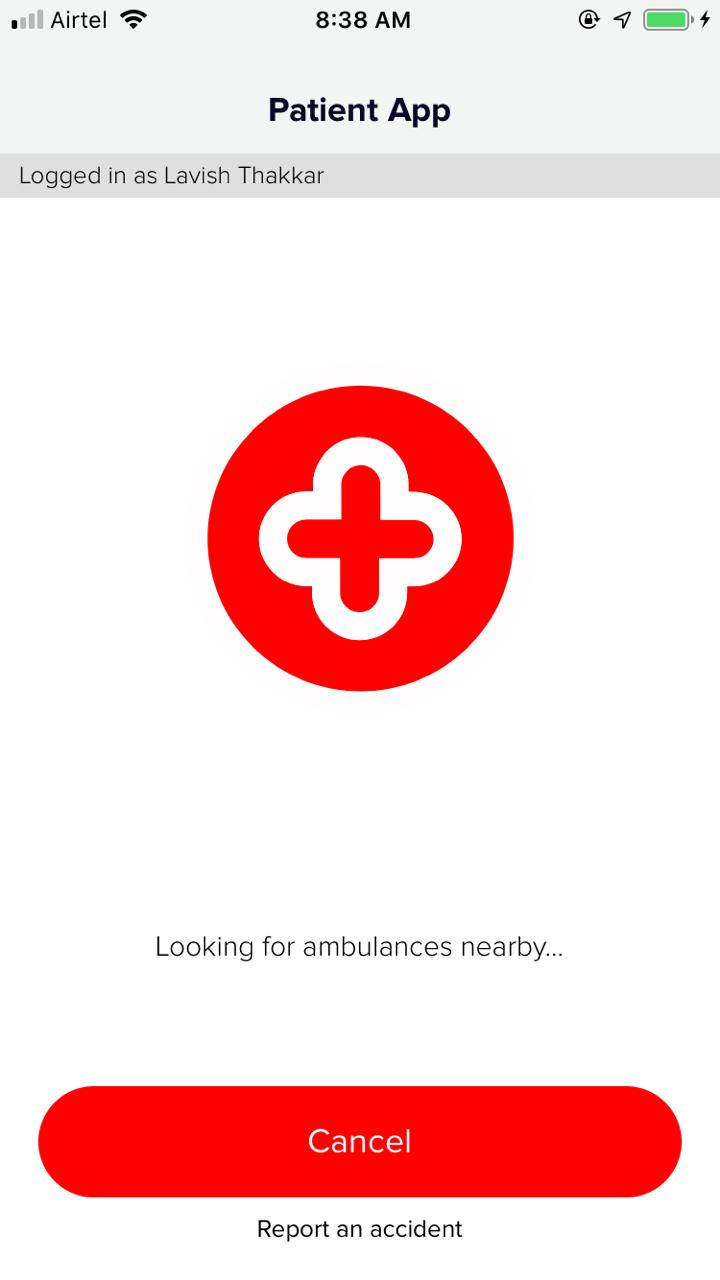 Airtel
8:38 AM
Patient App
Logged in as Lavish Thakkar
Looking for ambulances nearby...
Cancel
Report an accident